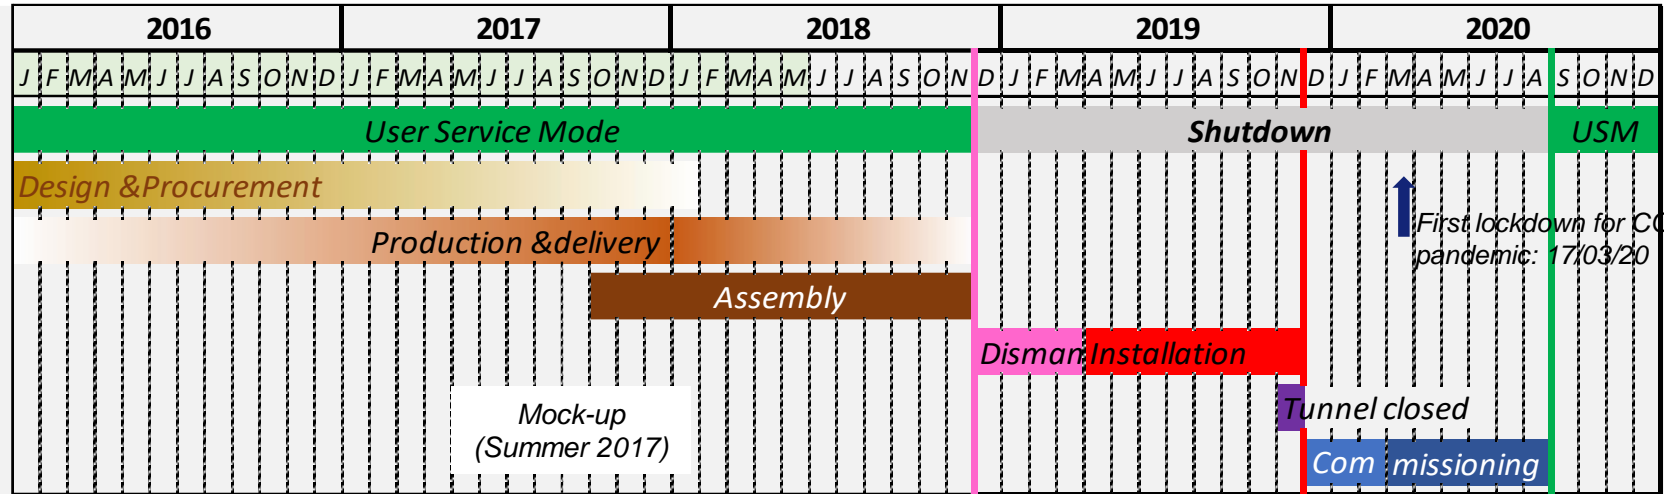 2016 2017 2018 2019 2020
J F M A M J J A S O N D J F M A M J J A S O N D J F M A M J J A S O N D J F M A M J J A S O N D J F M A M J J A S O N D
User Service Mode Shutdown USM
Design &Procurement
First lockdown for CO
Production &delivery
pandemic: 17/03/20
Assembly
Disman Installation
Mock-up
(Summer 2017)
Tunnel closed
Com missioning